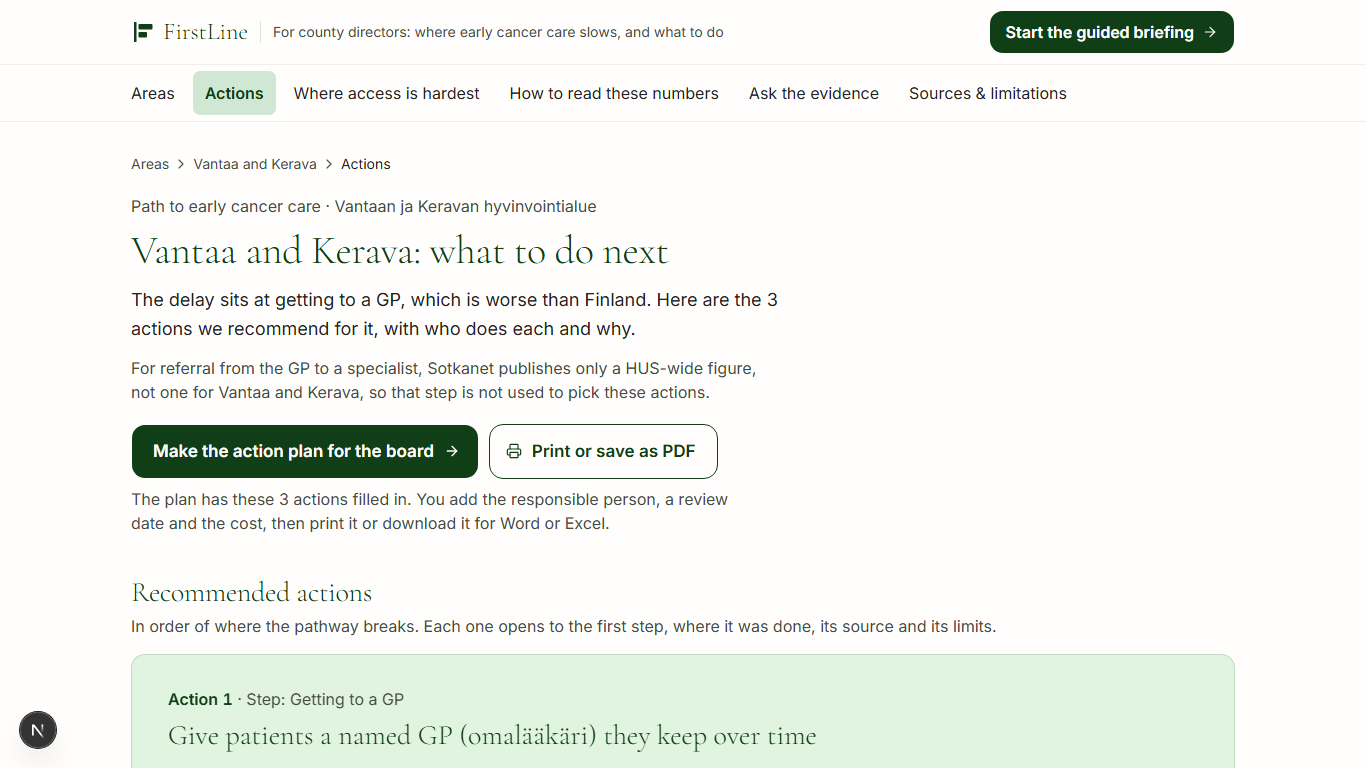 FirstLine
For county directors: where early cancer care slows, and what to do
Start the guided briefing →
Areas
Actions
Where access is hardest
How to read these numbers
Ask the evidence
Sources & limitations
Areas > Vantaa and Kerava > Actions
Path to early cancer care · Vantaan ja Keravan hyvinvointialue
Vantaa and Kerava: what to do next
The delay sits at getting to a GP, which is worse than Finland. Here are the 3
actions we recommend for it, with who does each and why.
For referral from the GP to a specialist, Sotkanet publishes only a HUS-wide figure,
not one for Vantaa and Kerava, so that step is not used to pick these actions.
Make the action plan for the board →
Print or save as PDF
The plan has these 3 actions filled in. You add the responsible person, a review
date and the cost, then print it or download it for Word or Excel.
Recommended actions
In order of where the pathway breaks. Each one opens to the first step, where it was done, its source and its limits.
Action 1 · Step: Getting to a GP
Give patients a named GP (omalääkäri) they keep over time
N